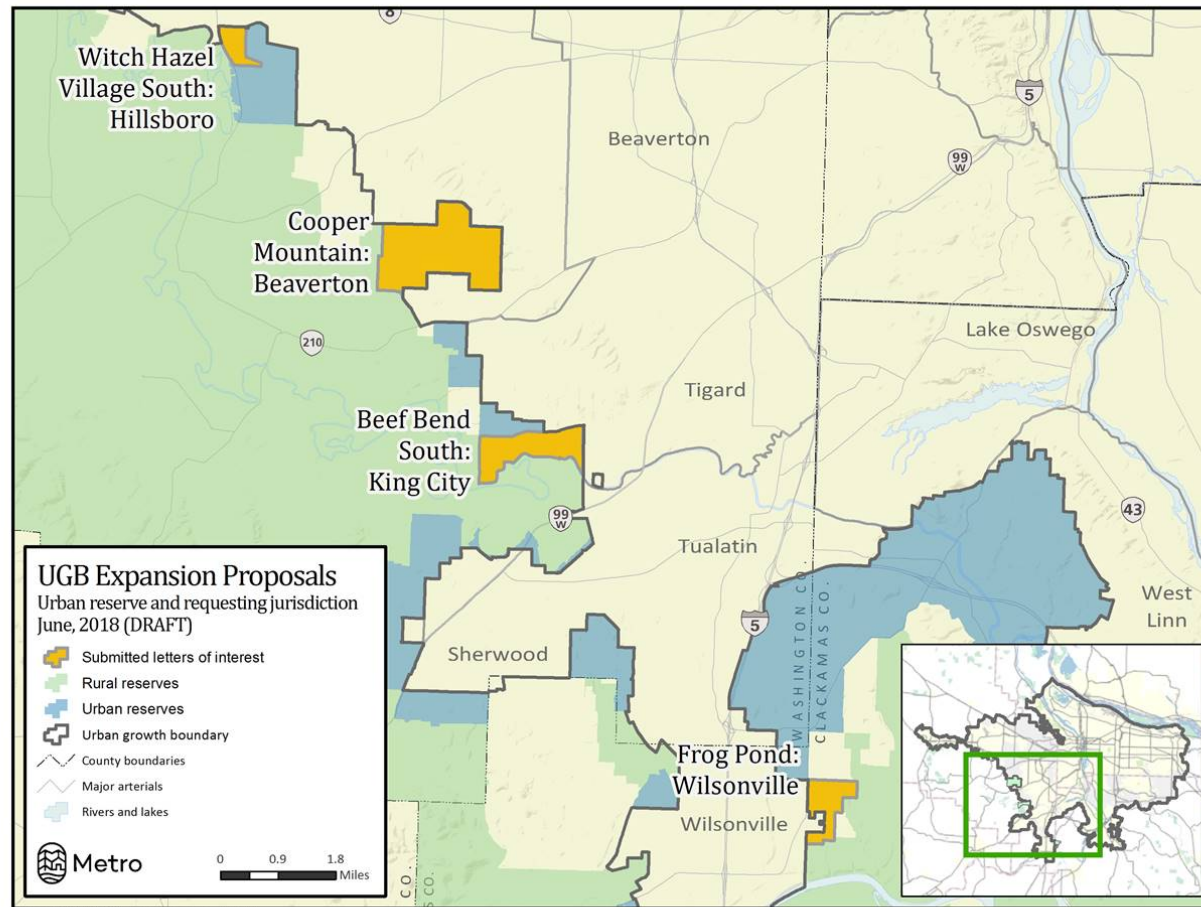 8
Witch Hazel
Village South:
Hillsboro
5
Beaverton
99
W
Cooper
Mountain:
Beaverton
210
Lake Oswego
Tigard
Beef Bend
South:
King City
99
W
43
Tualatin
West
Linn
5
WASHINGTON CO.
CLACKAMAS CO.
Sherwood
Frog Pond:
Wilsonville
Wilsonville
UGB Expansion Proposals
Urban reserve and requesting jurisdiction
June, 2018 (DRAFT)
Submitted letters of interest
Rural reserves
Urban reserves
Urban growth boundary
County boundaries
Major arterials
Rivers and lakes
Metro
0 0.9 1.8
Miles
CO.
S CO.